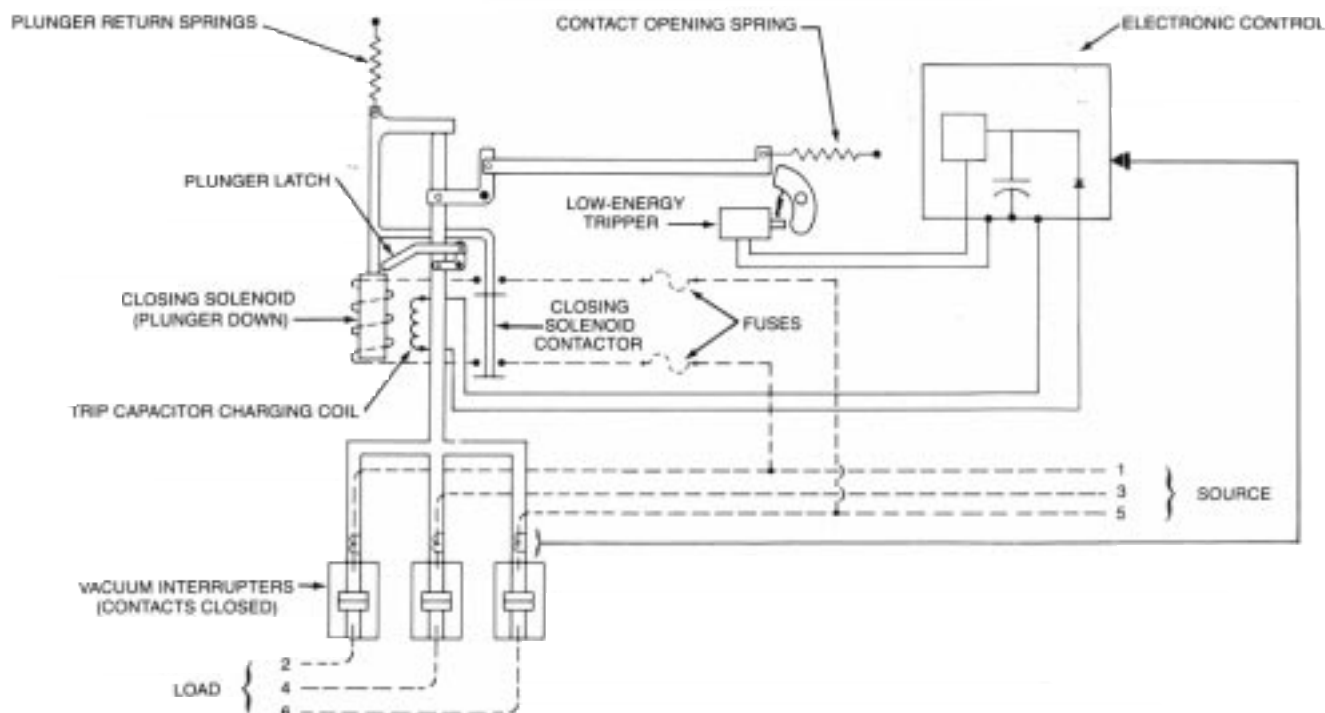 PLUNGER RETURN SPRINGS
CONTACT OPENING SPRING
ELECTRONIC CONTROL
PLUNGER LATCH
LOW-ENERGY
TRIPPER
CLOSING SOLENOID
(PLUNGER DOWN)
CLOSING
SOLENOID
CONTACTOR
FUSES
TRIP CAPACITOR CHARGING COIL
1
3
5
SOURCE
VACUUM INTERRUPTERS
(CONTACTS CLOSED)
2
4
6
LOAD